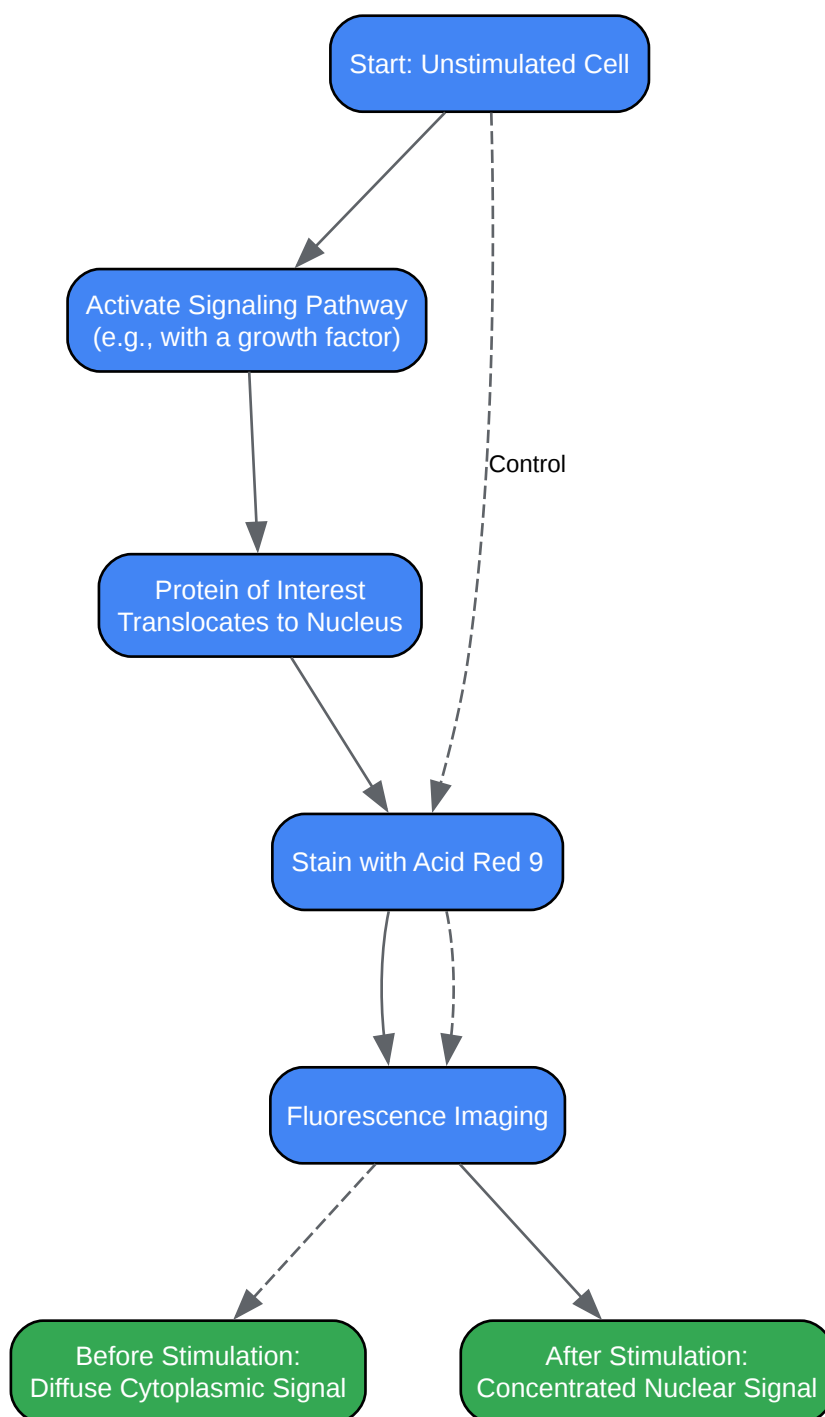 Start: Unstimulated Cell
Activate Signaling Pathway
(e.g., with a growth factor)
Control
Protein of Interest
Translocates to Nucleus
Stain with Acid Red 9
Fluorescence Imaging
Before Stimulation:
Diffuse Cytoplasmic Signal
After Stimulation:
Concentrated Nuclear Signal